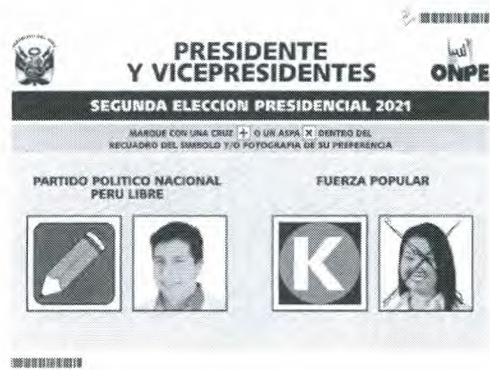 PRESIDENTE
Y VICEPRESIDENTES
ONPE
SEGUNDA ELECCION PRESIDENCIAL 2021
MARQUE CON UNA CRUZ + O UN ASPA X DENTRO DEL
RECUADRO DEL SIMBOLO Y/O FOTOGRAFIA DE SU PREFERENCIA
PARTIDO POLITICO NACIONAL
PERU LIBRE
FUERZA POPULAR
K